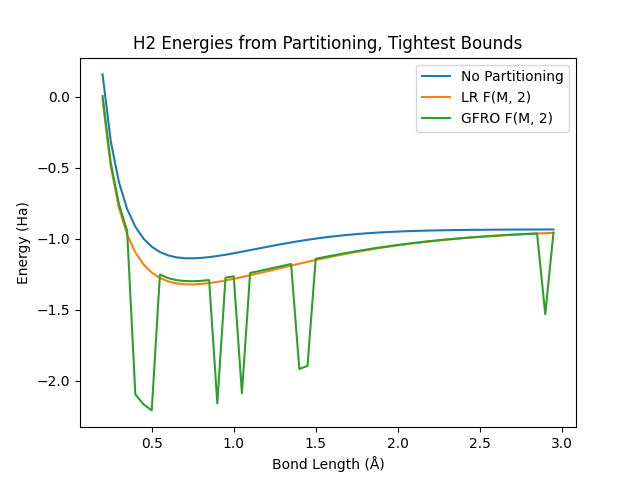 H2 Energies from Partitioning, Tightest Bounds
No Partitioning
LR F(M, 2)
GFRO F(M, 2)
Energy (Ha)
0.0
−0.5
−1.0
−1.5
−2.0
0.5 1.0 1.5 2.0 2.5 3.0
Bond Length (Å)